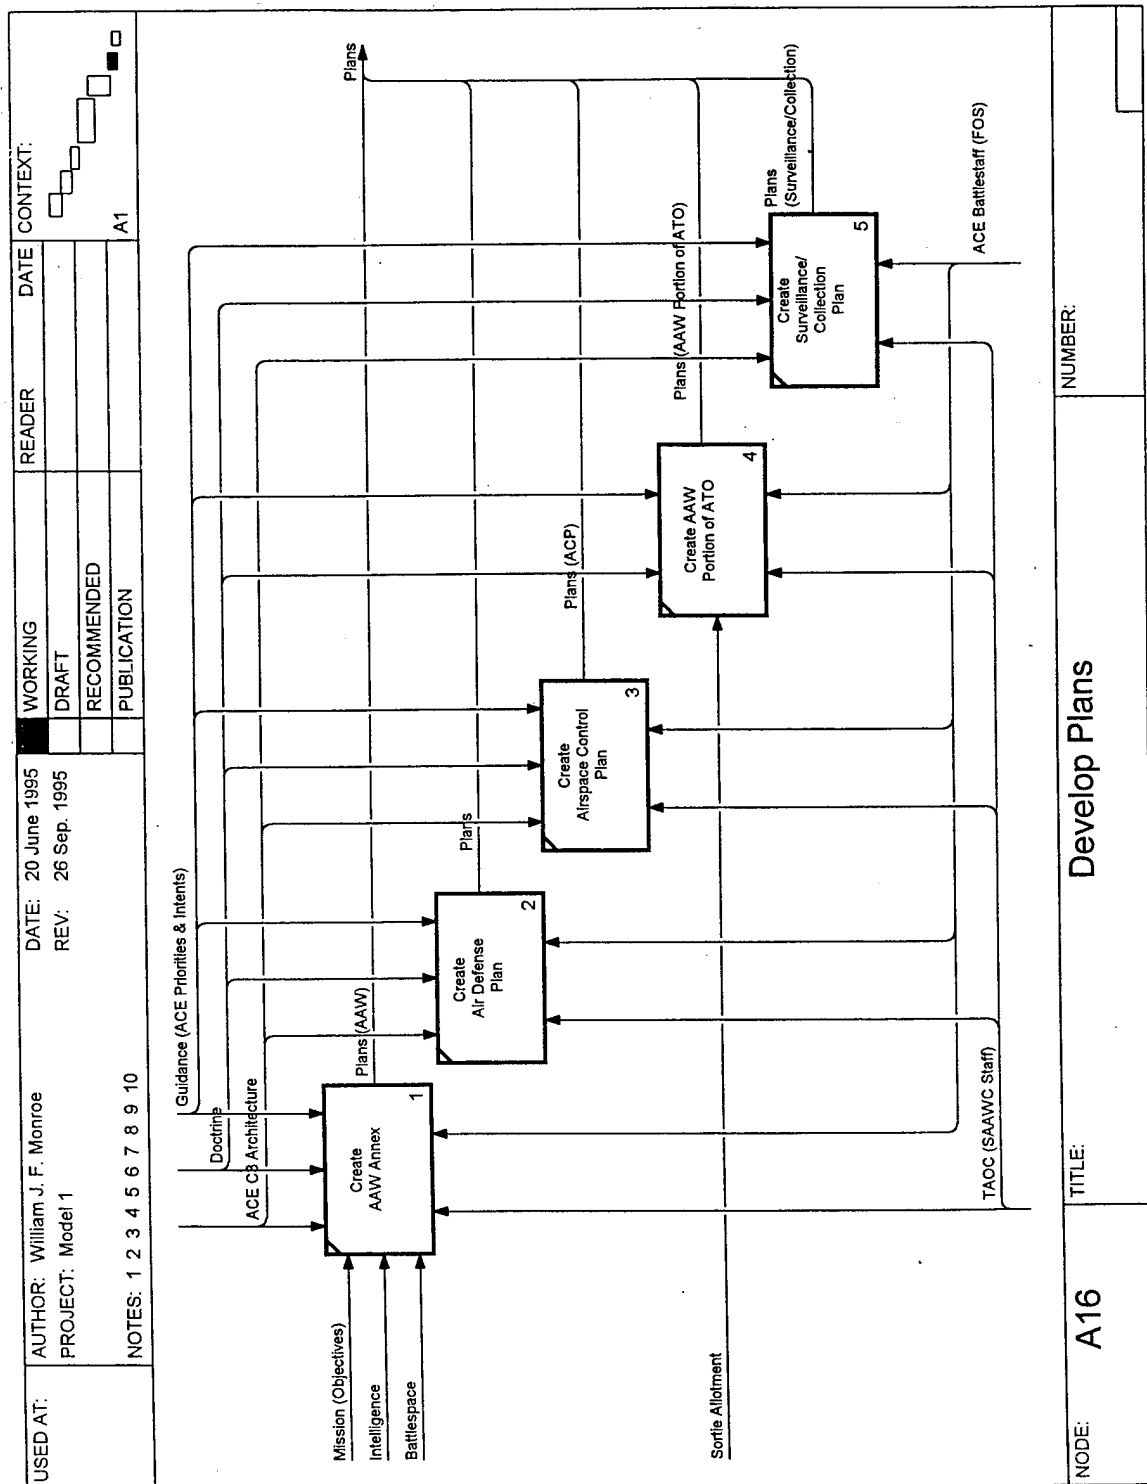 USED AT:
AUTHOR: William J. F. Monroe
DATE: 20 June 1995
PROJECT: Model 1
REV: 26 Sep. 1995
NOTES: 1 2 3 4 5 6 7 8 9 10
WORKING
DRAFT
RECOMMENDED
PUBLICATION
READER
DATE
CONTEXT:
A1
Guidance (ACE Priorities & Intents)
Doctrine
ACE C3 Architecture
Mission (Objectives)
Intelligence
Battlespace
Create
AAW Annex
1
Plans (AAW)
Plans
Create
Air Defense
Plan
2
Plans
Create
Airspace Control
Plan
3
Plans (ACP)
Sortie Allotment
Create AAW
Portion of ATO
4
Plans (AAW Portion of ATO)
Create
Surveillance/
Collection
Plan
5
Plans
(Surveillance/Collection)
ACE Battlestaff (FOS)
TAOC (SAAWC Staff)
NODE:
A16
TITLE:
Develop Plans
NUMBER: